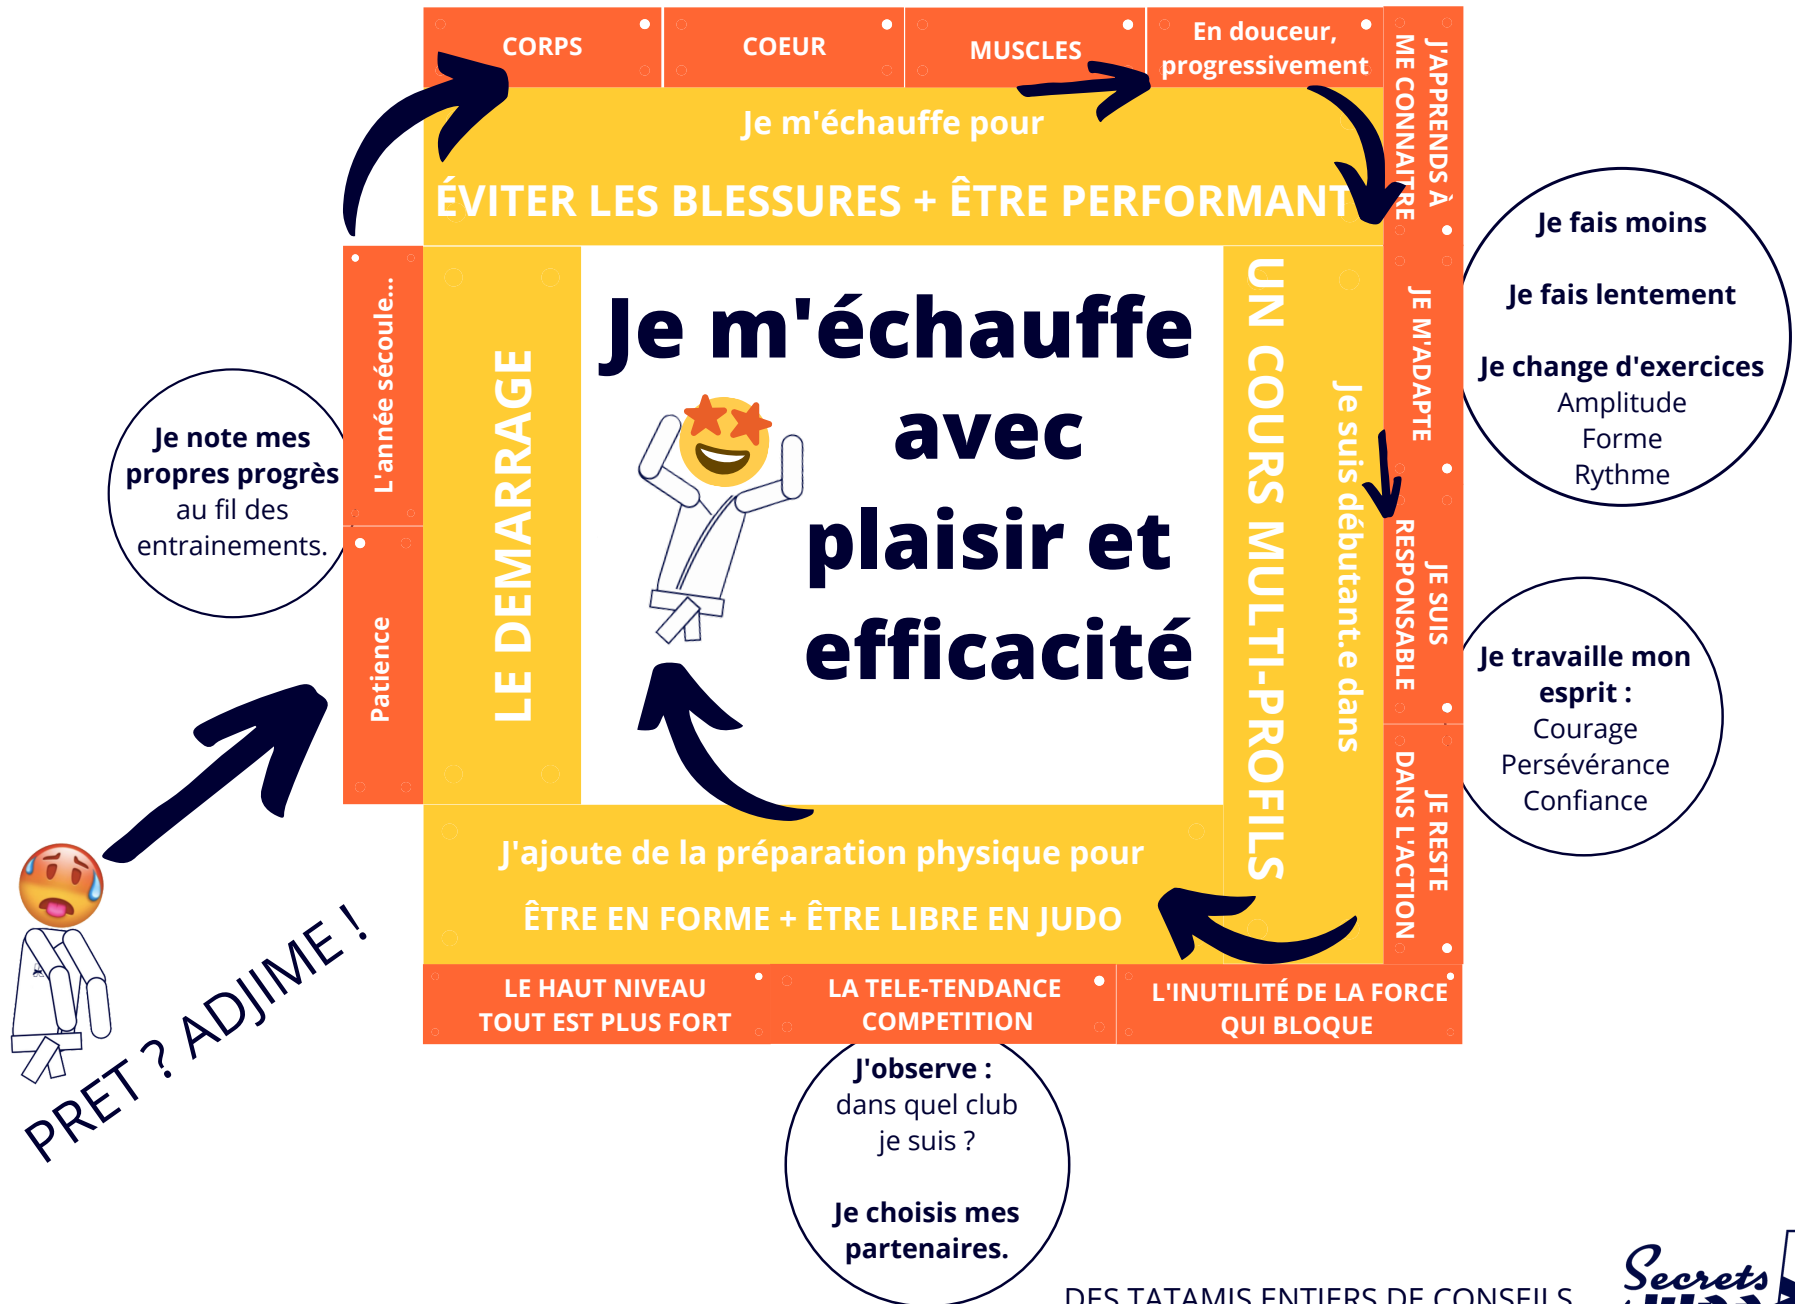 CORPS
COEUR
MUSCLES
En douceur,
progressivement
J'APPRENDS À
ME CONNAITRE
Je m'échauffe pour
ÉVITER LES BLESSURES + ÊTRE PERFORMANT
Je fais moins
Je fais lentement
Je change d'exercices
Amplitude
Forme
Rythme
JE M'ADAPTE
UN COURS MULTI-PROFILS
Je suis débutant.e dans
Je m'échauffe
avec
plaisir et
efficacité
LE DEMARRAGE
L'année sécoule...
Je note mes
propres progrès
au fil des
entrainements.
Patience
JE SUIS
RESPONSABLE
Je travaille mon
esprit :
Courage
Persévérance
Confiance
JE RESTE
DANS L'ACTION
J'ajoute de la préparation physique pour
ÊTRE EN FORME + ÊTRE LIBRE EN JUDO
PRET ? ADJIME !
LE HAUT NIVEAU
TOUT EST PLUS FORT
LA TELE-TENDANCE
COMPETITION
L'INUTILITÉ DE LA FORCE
QUI BLOQUE
J'observe :
dans quel club
je suis ?
Je choisis mes
partenaires.
DES TATAMIS ENTIERS DE CONSEILS
Secrets